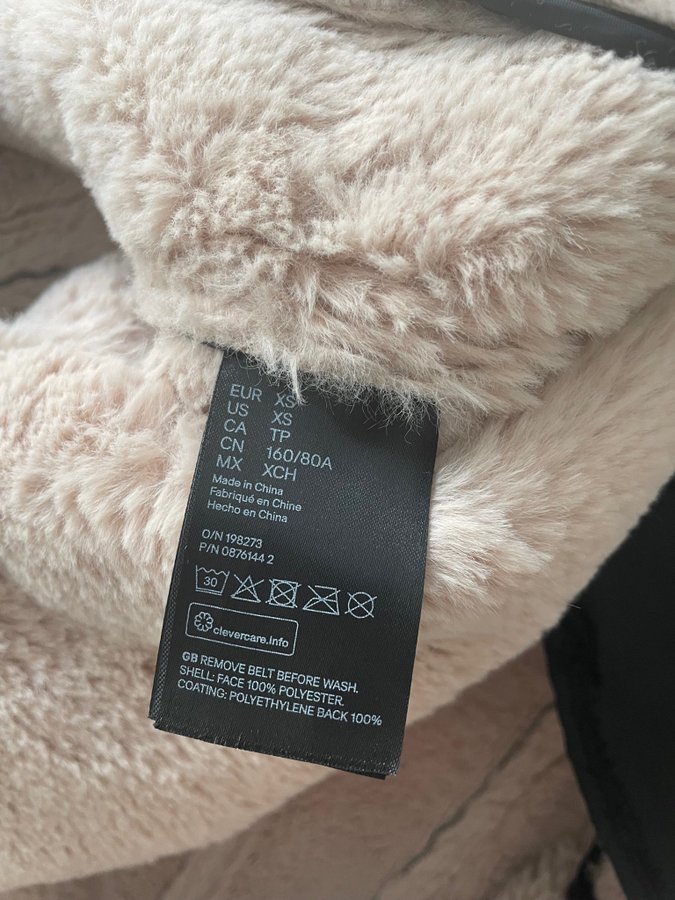 EUR XS
US XS
CA TP
CN 160/80A
MX XCH
Made in China
Fabriqué en Chine
Hecho en China
O/N 198273
P/N 0876144 2
30
clevercare.info
GB REMOVE BELT BEFORE WASH.
SHELL: FACE 100% POLYESTER.
COATING: POLYETHYLENE BACK 100%